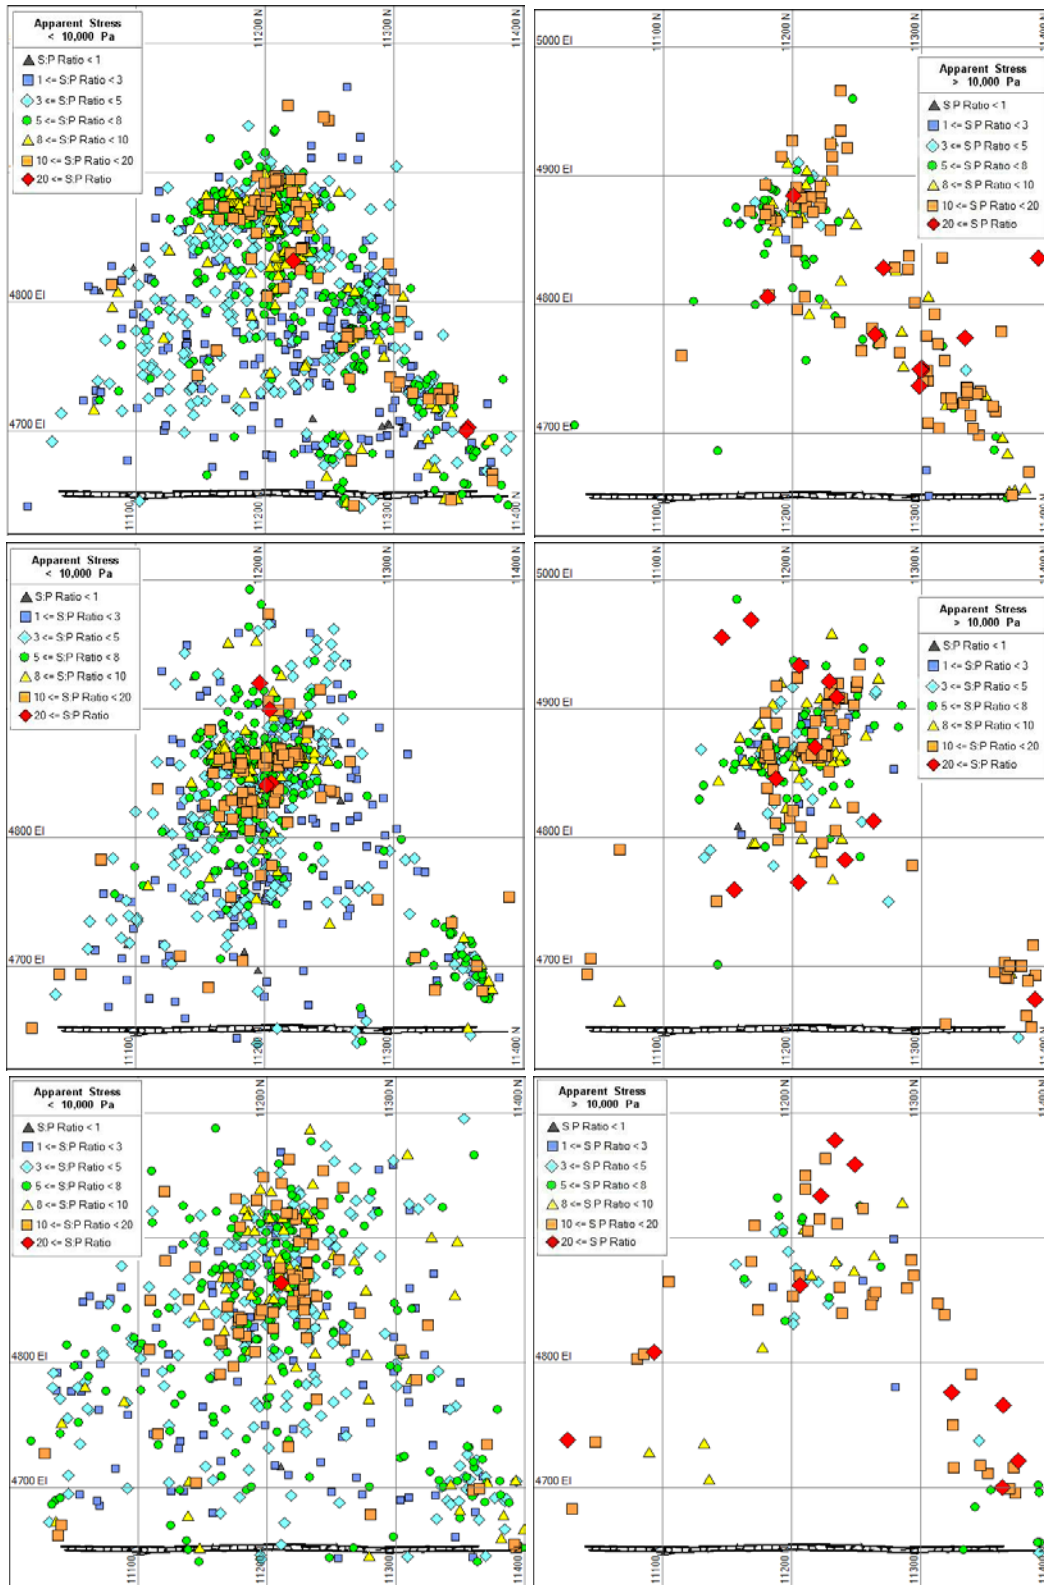 Apparent Stress
< 10,000 Pa
S:P Ratio < 1
1 <= S:P Ratio < 3
3 <= S:P Ratio < 5
5 <= S:P Ratio < 8
8 <= S:P Ratio < 10
10 <= S:P Ratio < 20
20 <= S:P Ratio
11200 N
11400 N
4800 El
4700 El
11100
11200
11300
11400 N
Apparent Stress
> 10,000 Pa
S:P Ratio < 1
1 <= S:P Ratio < 3
3 <= S:P Ratio < 5
5 <= S:P Ratio < 8
8 <= S:P Ratio < 10
10 <= S:P Ratio < 20
20 <= S:P Ratio
5000 El
11100 N
11200 N
11300 N
11400 N
4900 El
4800 El
4700 El
11100
11200
11300
11400 N
Apparent Stress
< 10,000 Pa
S:P Ratio < 1
1 <= S:P Ratio < 3
3 <= S:P Ratio < 5
5 <= S:P Ratio < 8
8 <= S:P Ratio < 10
10 <= S:P Ratio < 20
20 <= S:P Ratio
11200 N
11300 N
11400 N
4800 El
4700 El
11100
11200
11300
11400 N
Apparent Stress
> 10,000 Pa
S:P Ratio < 1
1 <= S:P Ratio < 3
3 <= S:P Ratio < 5
5 <= S:P Ratio < 8
8 <= S:P Ratio < 10
10 <= S:P Ratio < 20
20 <= S:P Ratio
5000 El
11100 N
11200 N
11300 N
11400 N
4900 El
4800 El
4700 El
11100
11200
11300
11400 N
Apparent Stress
< 10,000 Pa
S:P Ratio < 1
1 <= S:P Ratio < 3
3 <= S:P Ratio < 5
5 <= S:P Ratio < 8
8 <= S:P Ratio < 10
10 <= S:P Ratio < 20
20 <= S:P Ratio
11200 N
11300 N
11400 N
4800 El
4700 El
11100
11200
11300
11400 N
Apparent Stress
> 10,000 Pa
S:P Ratio < 1
1 <= S:P Ratio < 3
3 <= S:P Ratio < 5
5 <= S:P Ratio < 8
8 <= S:P Ratio < 10
10 <= S:P Ratio < 20
20 <= S:P Ratio
11200 N
11300 N
11400 N
4800 El
4700 El
11100
11200
11300
11400 N